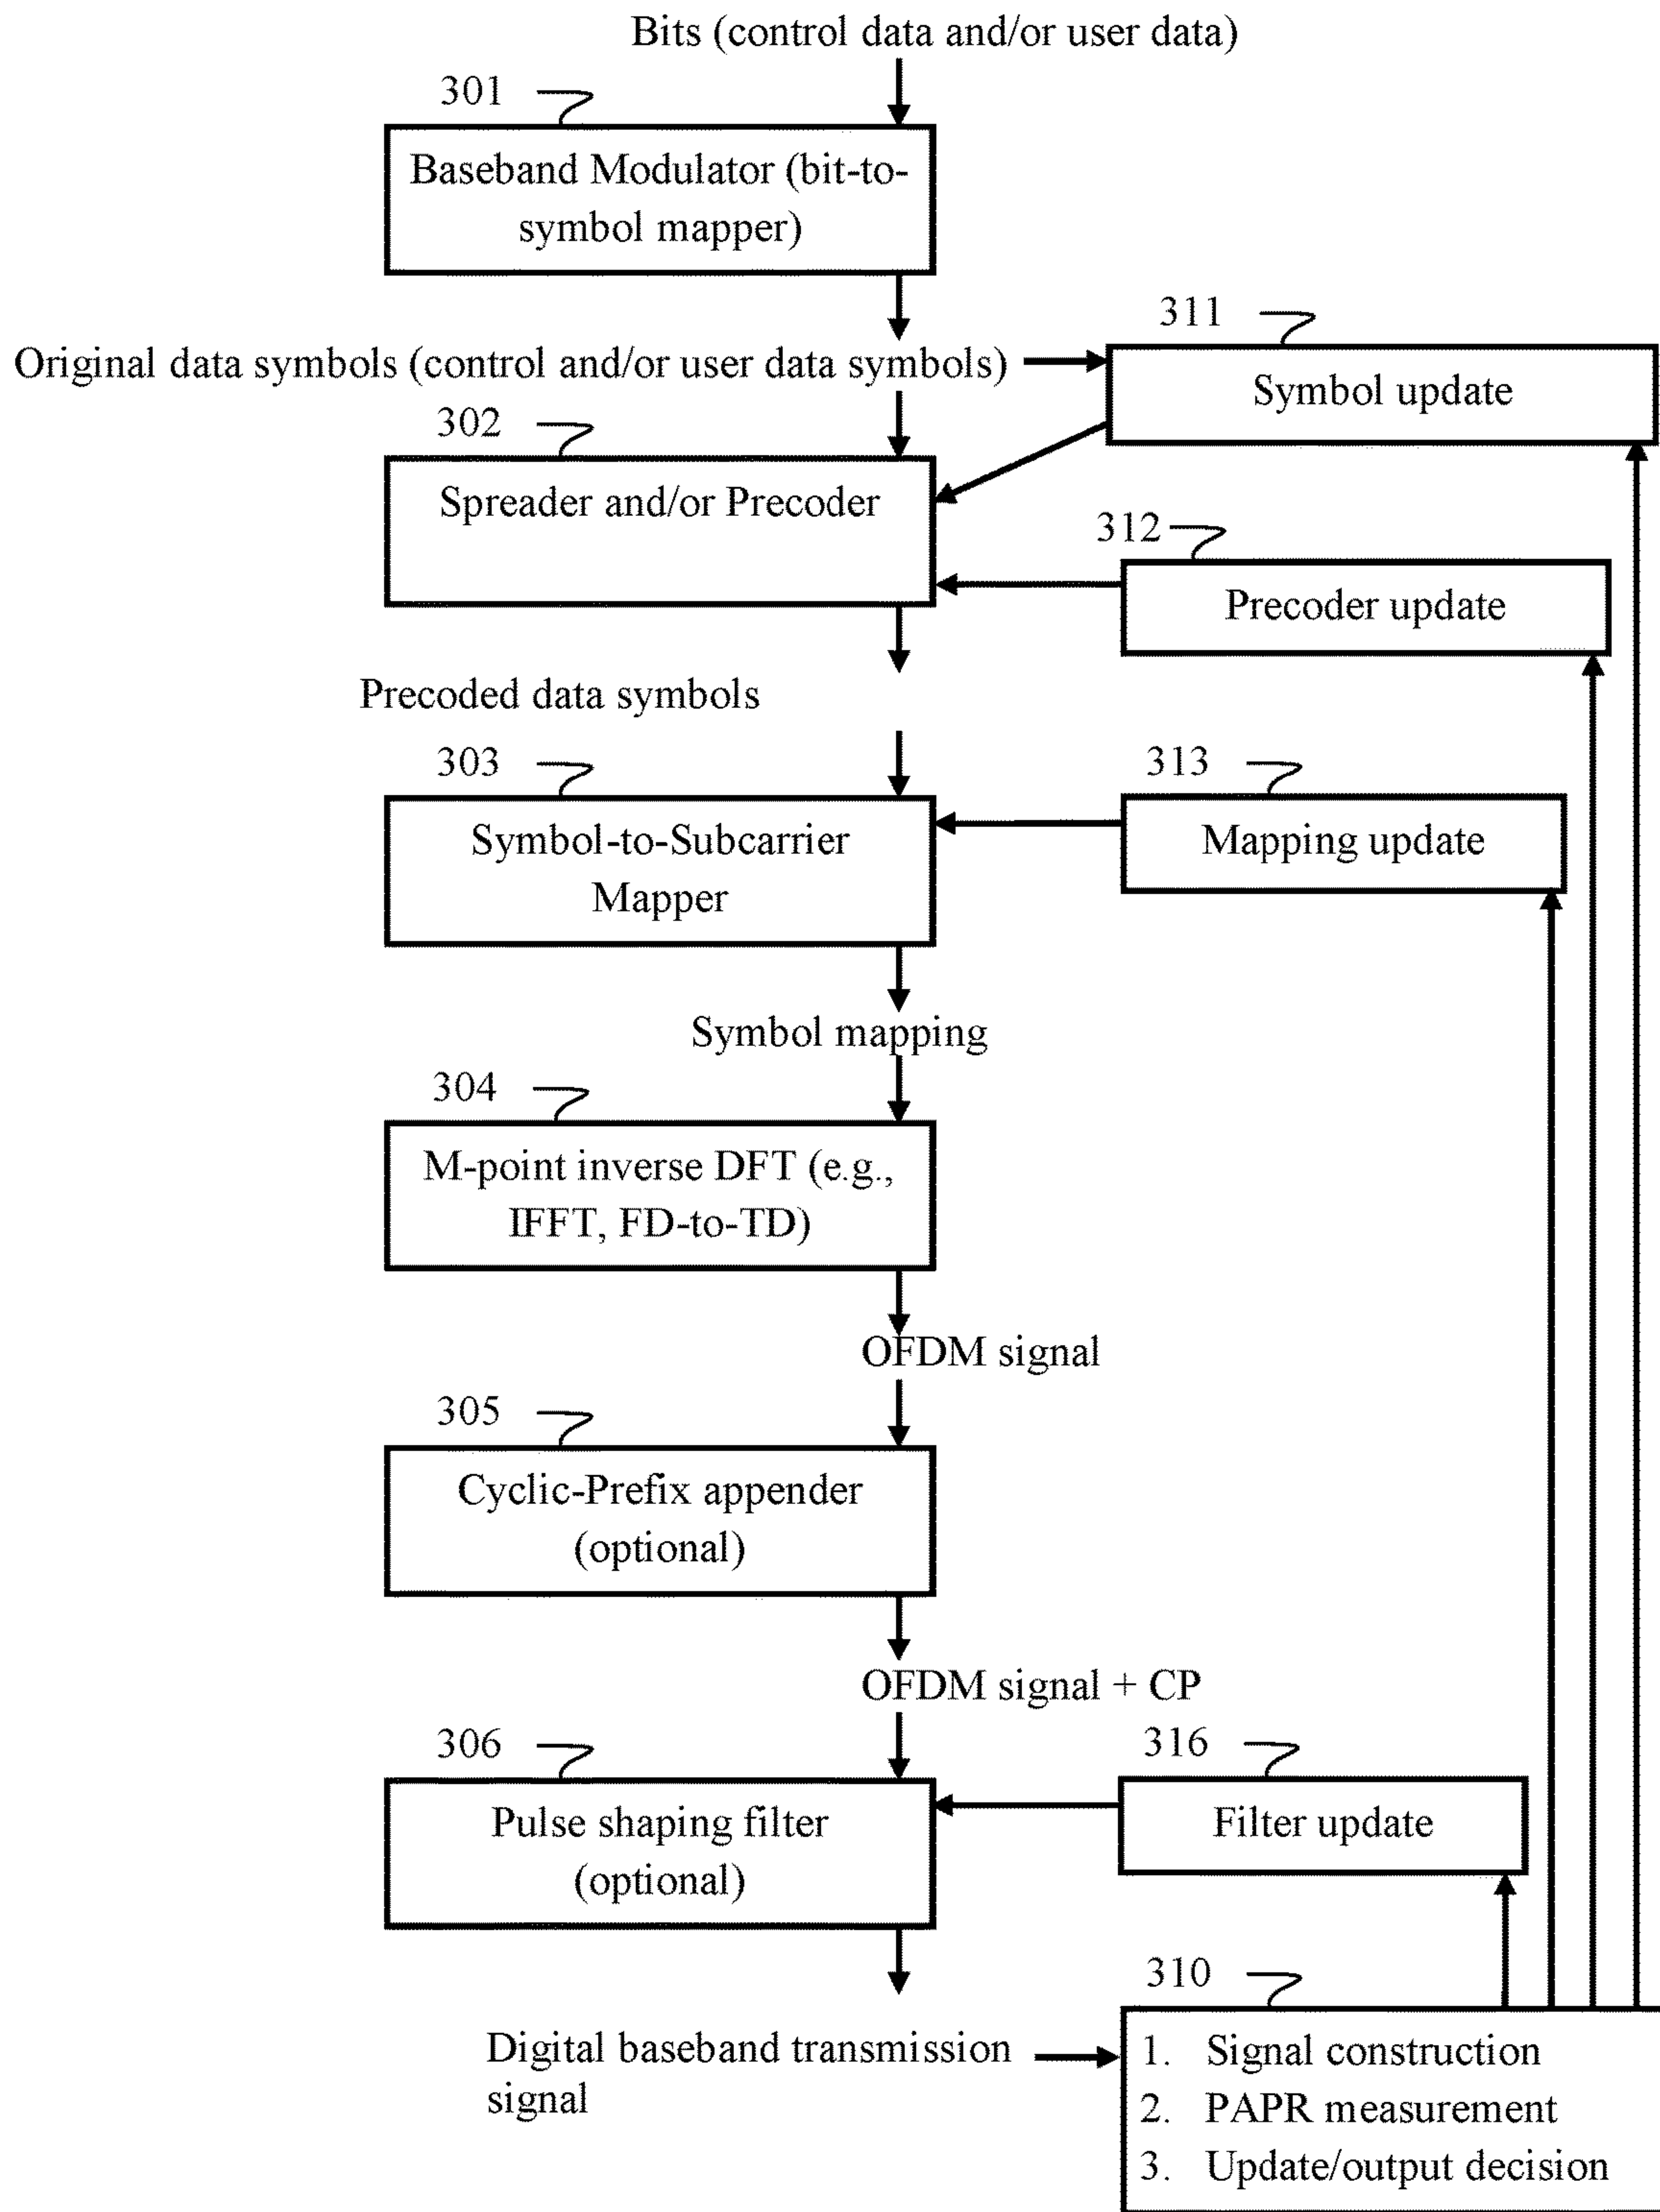 Bits (control data and/or user data)
301
Baseband Modulator (bit-to-
symbol mapper)
311
Original data symbols (control and/or user data symbols)
Symbol update
302
Spreader and/or Precoder
312
Precoder update
Precoded data symbols
303
313
Symbol-to-Subcarrier
Mapper
Mapping update
Symbol mapping
304
M-point inverse DFT (e.g.,
IFFT, FD-to-TD)
OFDM signal
305
Cyclic-Prefix appender
(optional)
OFDM signal + CP
306
316
Pulse shaping filter
(optional)
Filter update
310
Digital baseband transmission
signal
1. Signal construction
2. PAPR measurement
3. Update/output decision